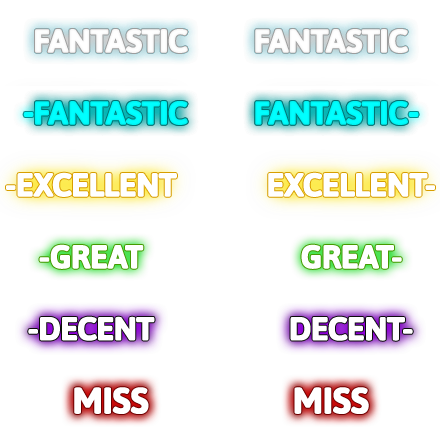 FANTASTIC FANTASTIC
-FANTASTIC FANTASTIC-
-EXCELLENT EXCELLENT-
-GREAT GREAT-
-DECENT DECENT-
MISS MISS